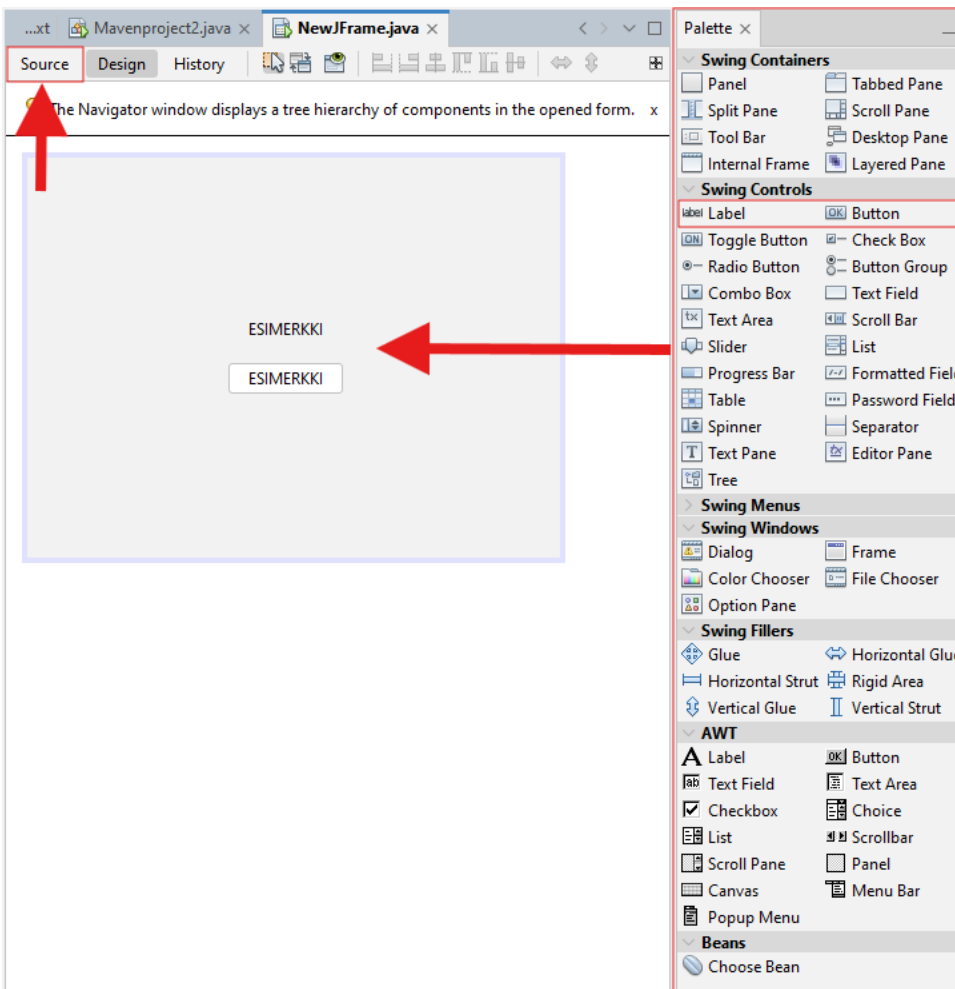 ...xt Mavenproject2.java × NewJFrame.java ×
Source Design History
The Navigator window displays a tree hierarchy of components in the opened form. x
ESIMERKKI
ESIMERKKI
Palette ×
Swing Containers
Panel Tabbed Pane
Split Pane Scroll Pane
Tool Bar Desktop Pane
Internal Frame Layered Pane
Swing Controls
label Label OK Button
ON Toggle Button Check Box
Radio Button Button Group
Combo Box Text Field
tx Text Area Scroll Bar
Slider List
Progress Bar Formatted Field
Table Password Field
Spinner Separator
T Text Pane Editor Pane
Tree
Swing Menus
Swing Windows
Dialog Frame
Color Chooser File Chooser
Option Pane
Swing Fillers
Glue Horizontal Glue
Horizontal Strut Rigid Area
Vertical Glue Vertical Strut
AWT
A Label OK Button
ab Text Field Text Area
Checkbox Choice
List Scrollbar
Scroll Pane Panel
Canvas Menu Bar
Popup Menu
Beans
Choose Bean